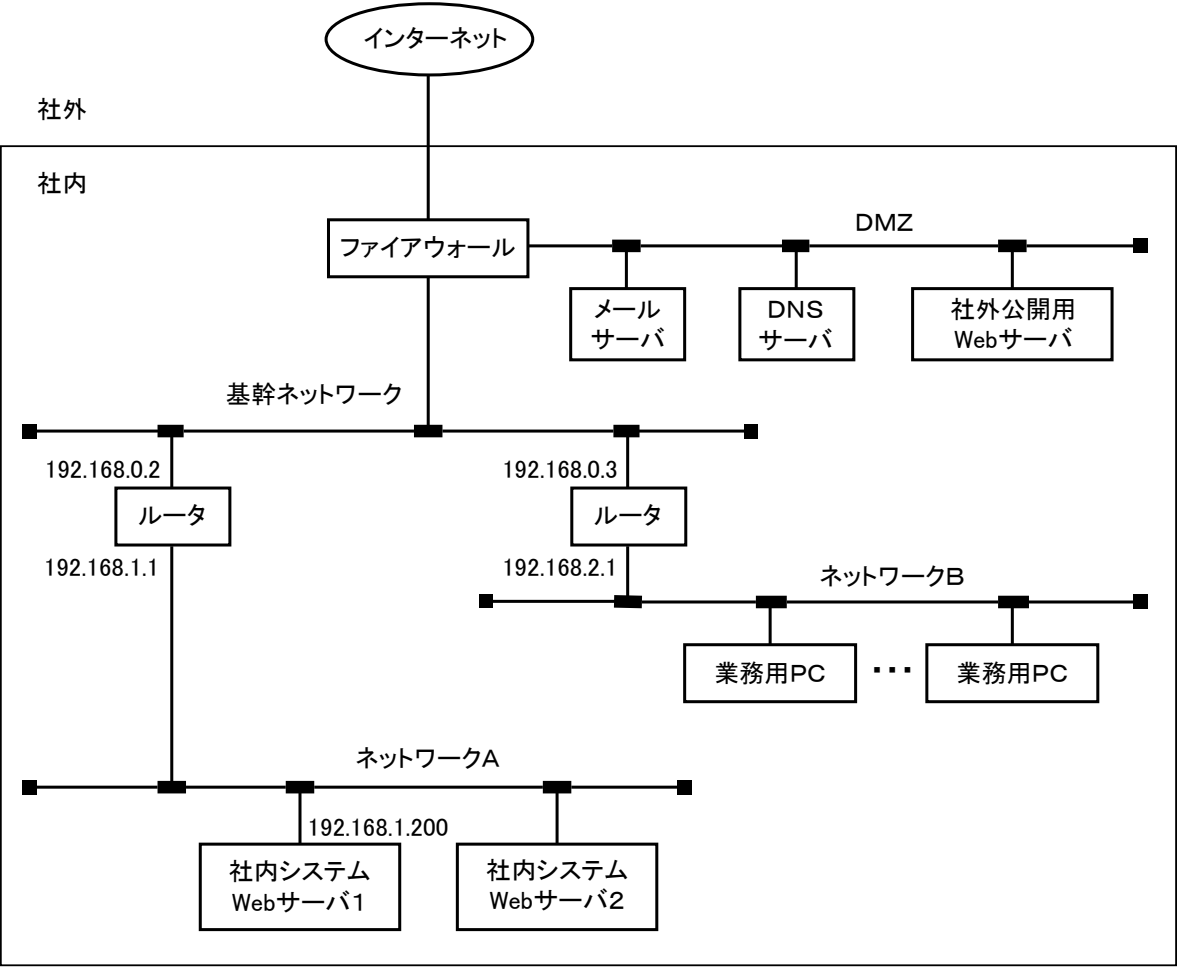 インターネット
社外
社内
ファイアウォール
DMZ
メール
サーバ
DNS
サーバ
社外公開用
Webサーバ
基幹ネットワーク
192.168.0.2
192.168.0.3
ルータ
ルータ
192.168.1.1
192.168.2.1
ネットワークB
業務用PC
・・・
業務用PC
ネットワークA
192.168.1.200
社内システム
Webサーバ1
社内システム
Webサーバ2